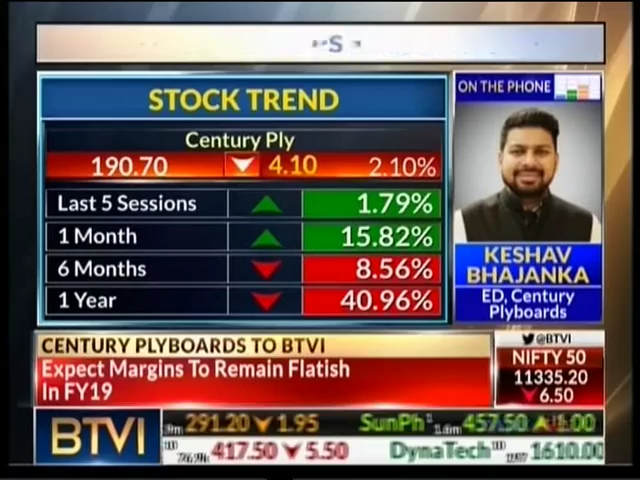 STOCK TREND
Century Ply
190.70 4.10 2.10%
Last 5 Sessions 1.79%
1 Month 15.82%
6 Months 8.56%
1 Year 40.96%
ON THE PHONE
KESHAV
BHAJANKA
ED, Century
Plyboards
CENTURY PLYBOARDS TO BTVI
Expect Margins To Remain Flatish
In FY19
@BTVI
NIFTY 50
11335.20
6.50
BTVI
291.20 1.95 SunPh 457.50
417.50 5.50 DynaTech 1610.00